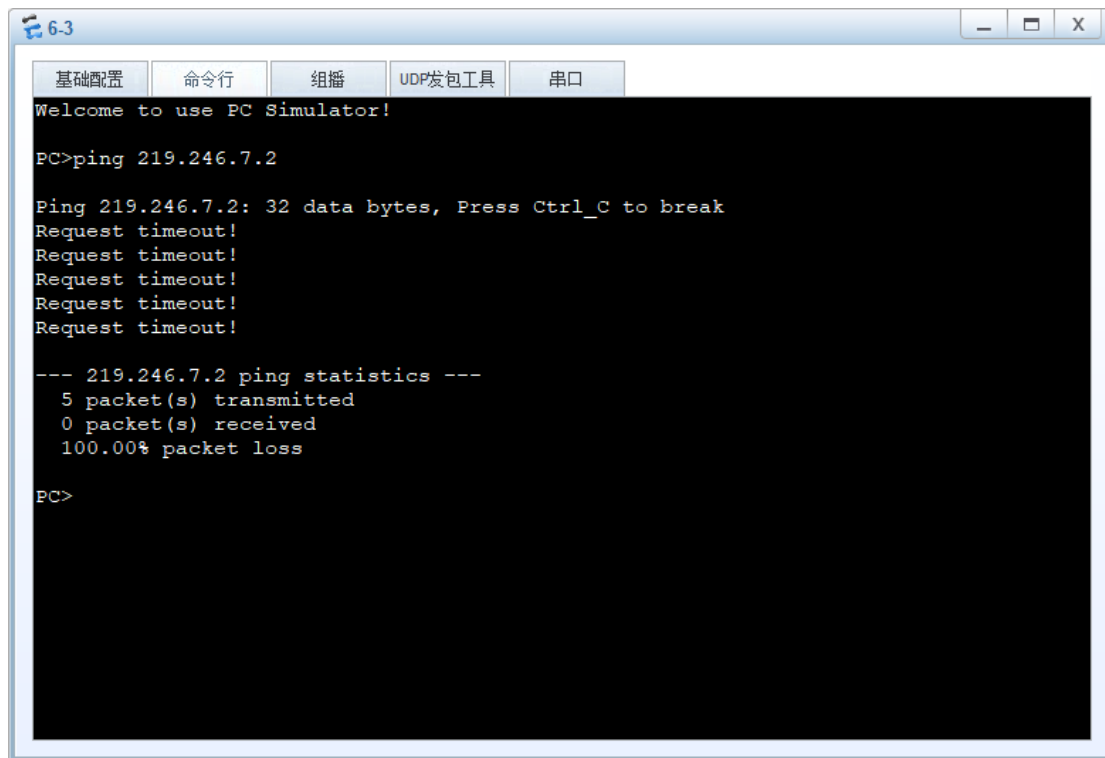 6-3
基础配置 命令行 组播 UDP发包工具 串口
Welcome to use PC Simulator!
PC>ping 219.246.7.2
Ping 219.246.7.2: 32 data bytes, Press Ctrl_C to break
Request timeout!
Request timeout!
Request timeout!
Request timeout!
Request timeout!
--- 219.246.7.2 ping statistics ---
5 packet(s) transmitted
0 packet(s) received
100.00% packet loss
PC>